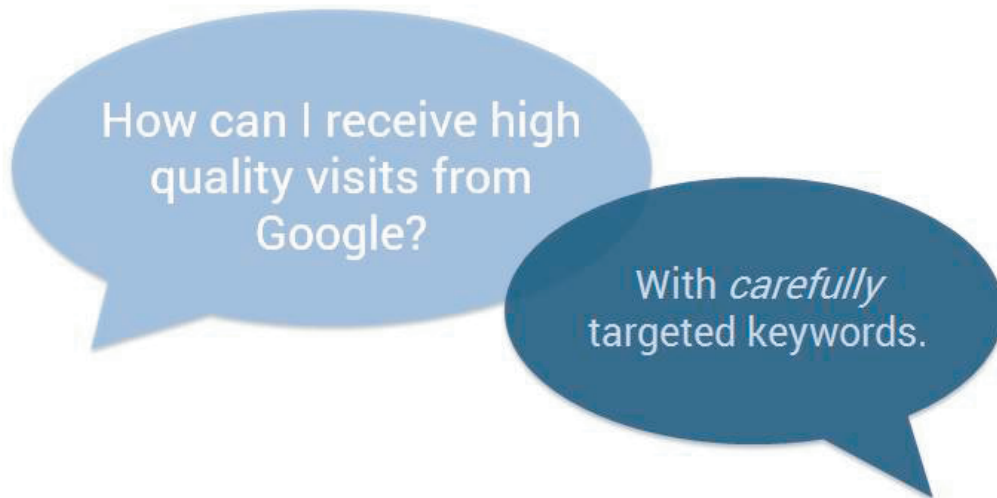 How can I receive high
quality visits from
Google?
With carefully
targeted keywords.